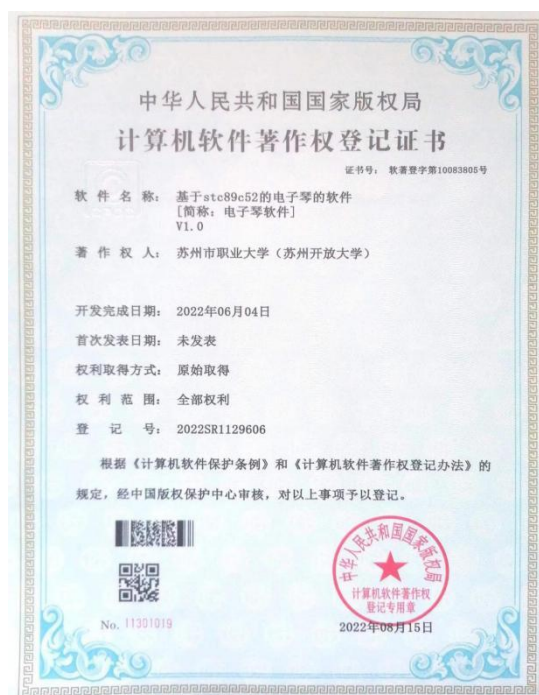 中华人民共和国国家版权局
计算机软件著作权登记证书
证书号： 软著登字第10083808号
软件名称： 基于stc89c52的电子琴的软件
[简称：电子琴软件]
V1.0
著作权人： 苏州市职业大学（苏州开放大学）
开发完成日期： 2022年06月04日
首次发表日期： 未发表
权利取得方式： 原始取得
权利范围： 全部权利
登记号： 2022SR1129606
根据《计算机软件保护条例》和《计算机软件著作权登记办法》的
规定，经中国版权保护中心审核，对以上事项予以登记。
中华人民共和国国家版权局
计算机软件著作权
登记专用章
No. 11301019
2022年08月15日